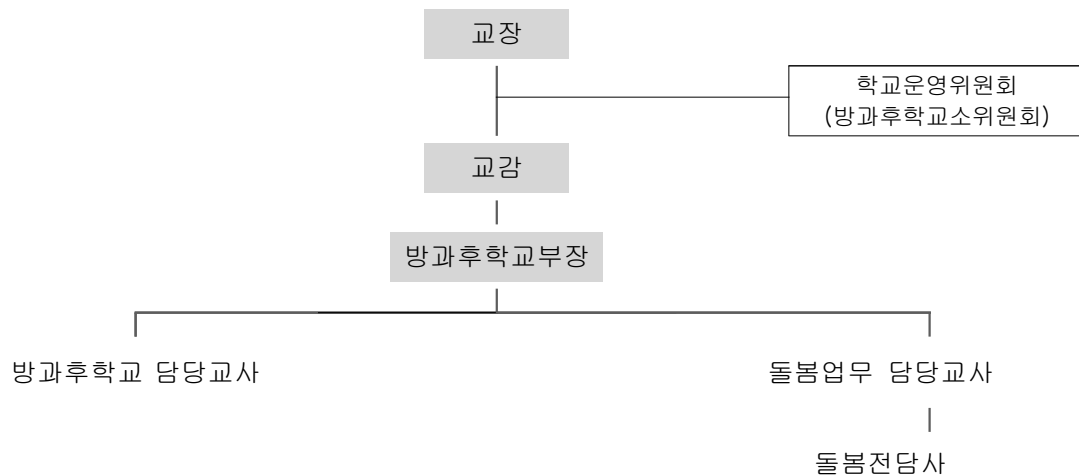 교장
학교운영위원회
(방과후학교소위원회)
교감
방과후학교부장
방과후학교 담당교사
돌봄업무 담당교사
돌봄전담사